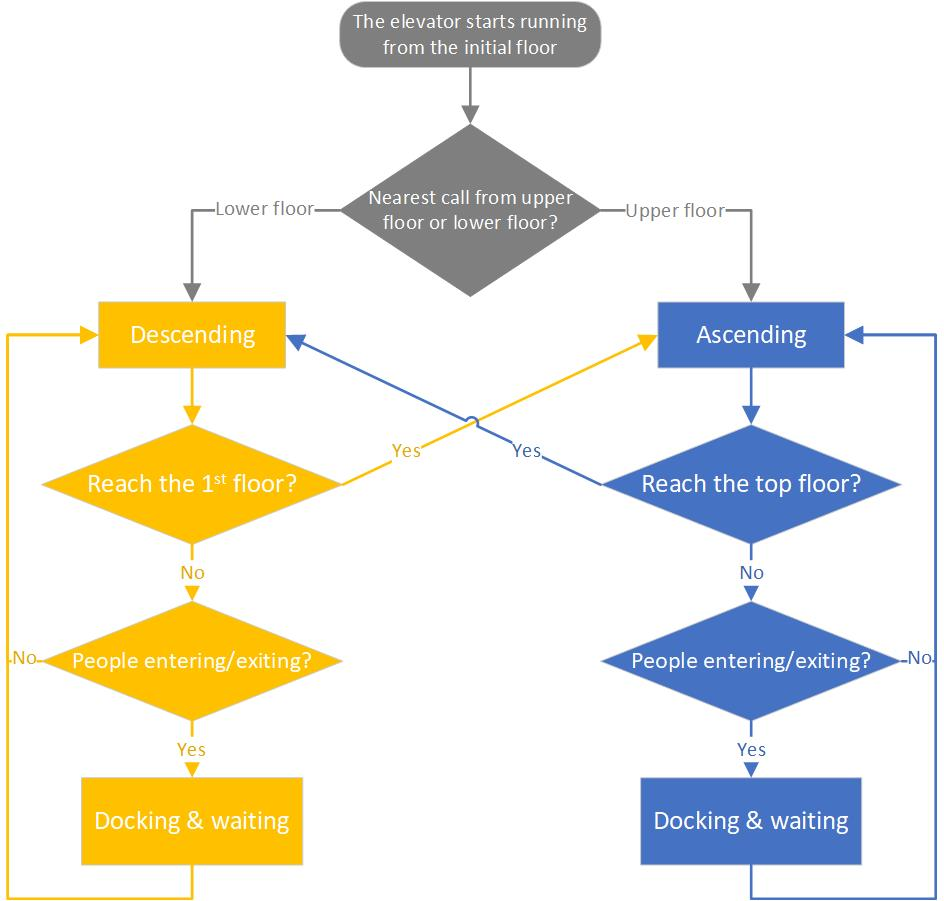 The elevator starts running
from the initial floor
Nearest call from upper
floor or lower floor?
Lower floor
Upper floor
Descending
Ascending
Yes
Yes
Reach the 1st floor?
Reach the top floor?
No
No
People entering/exiting?
No
People entering/exiting?
No
Yes
Yes
Docking & waiting
Docking & waiting